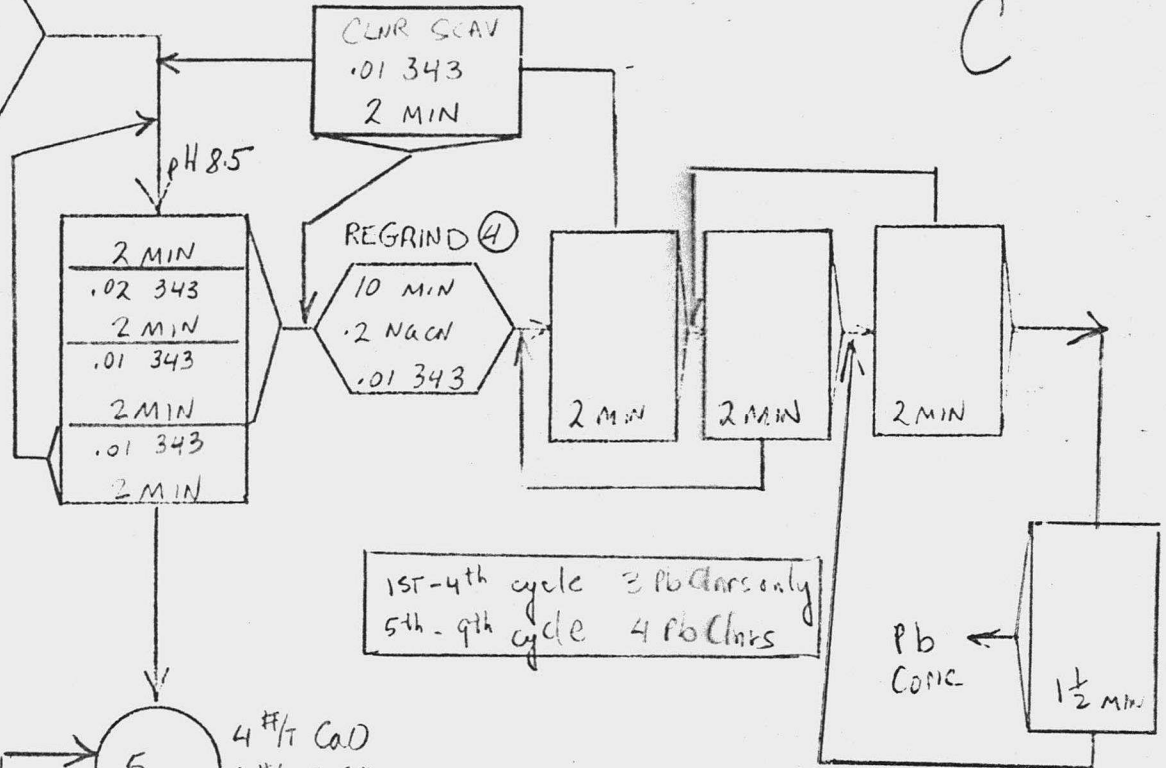 C
CLNR SCAV
.01 343
2 MIN
pH 8.5
2 MIN
.02 343
2 MIN
.01 343
2 MIN
.01 343
2 MIN
REGRIND 4
10 MIN
.2 NaCN
.01 343
2 MIN
2 MIN
2 MIN
1ST-4th cycle 3 Pb Clnrs only
5th-9th cycle 4 Pb Clnrs
Pb
Conc
1 1/2 MIN
4 #/T CaO
5